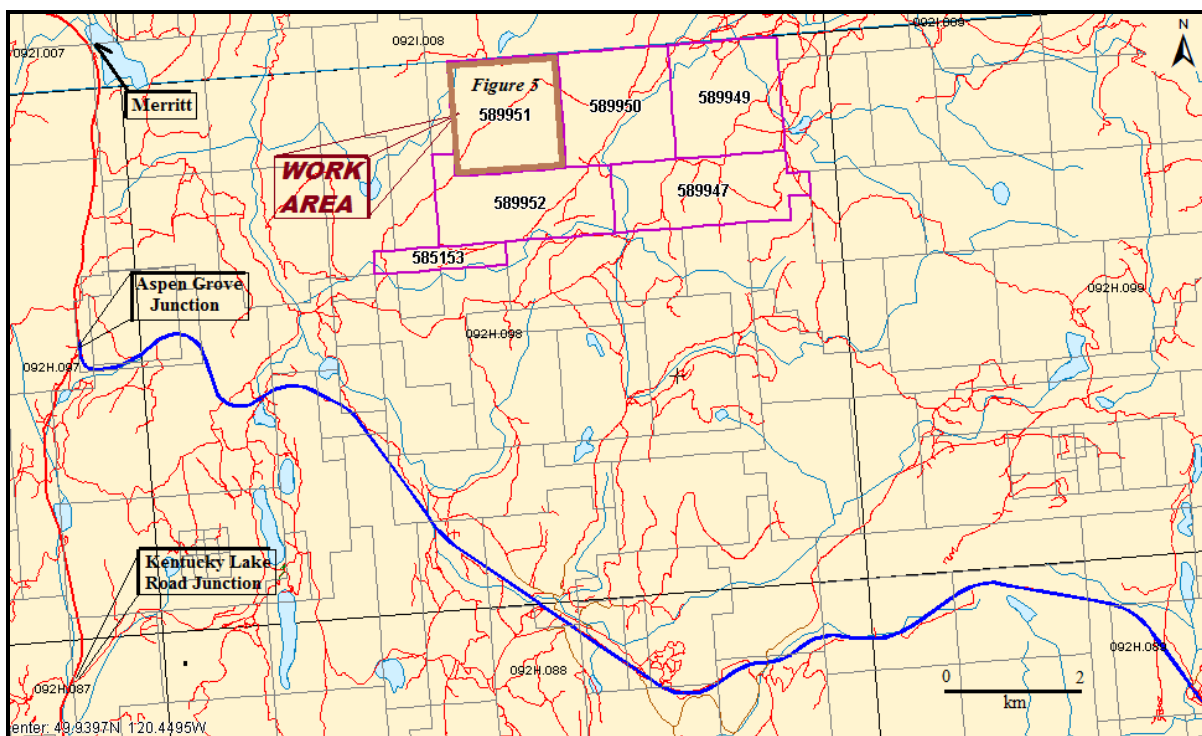 092I.009
N
092I.008
092I.007
Figure 5
589951
589950
589949
Merritt
WORK
AREA
589947
589952
585153
Aspen Grove
Junction
092H.099
092H.098
092H.097
Kentucky Lake
Road Junction
092H.088
092H.087
0 2
km
enter: 49.9397N 120.4495W